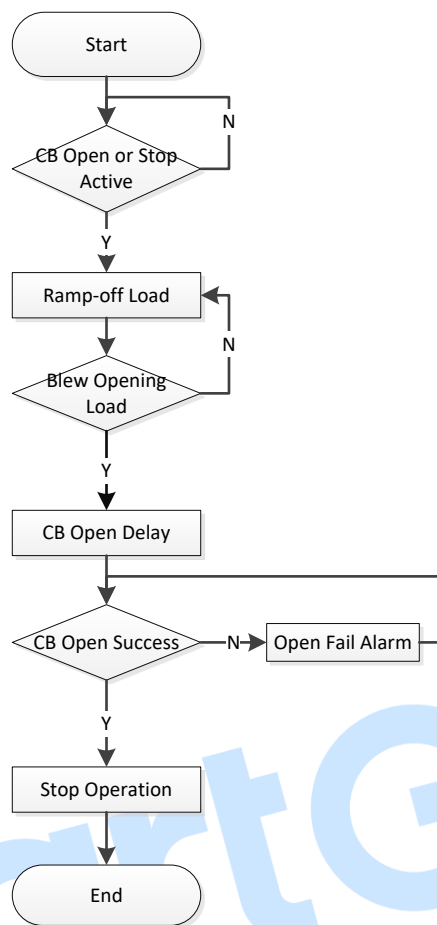 Start
N
CB Open or Stop
Active
Y
Ramp-off Load
N
Blew Opening
Load
Y
CB Open Delay
CB Open Success
N
Open Fail Alarm
Y
Stop Operation
End